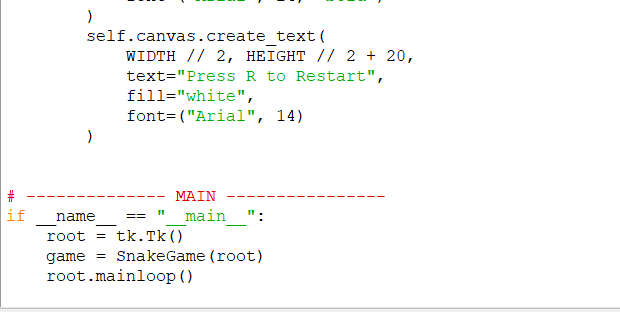 )
self.canvas.create_text(
WIDTH // 2, HEIGHT // 2 + 20,
text="Press R to Restart",
fill="white",
font=("Arial", 14)
)
# -------------- MAIN ----------------
if __name__ == "__main__":
root = tk.Tk()
game = SnakeGame(root)
root.mainloop()